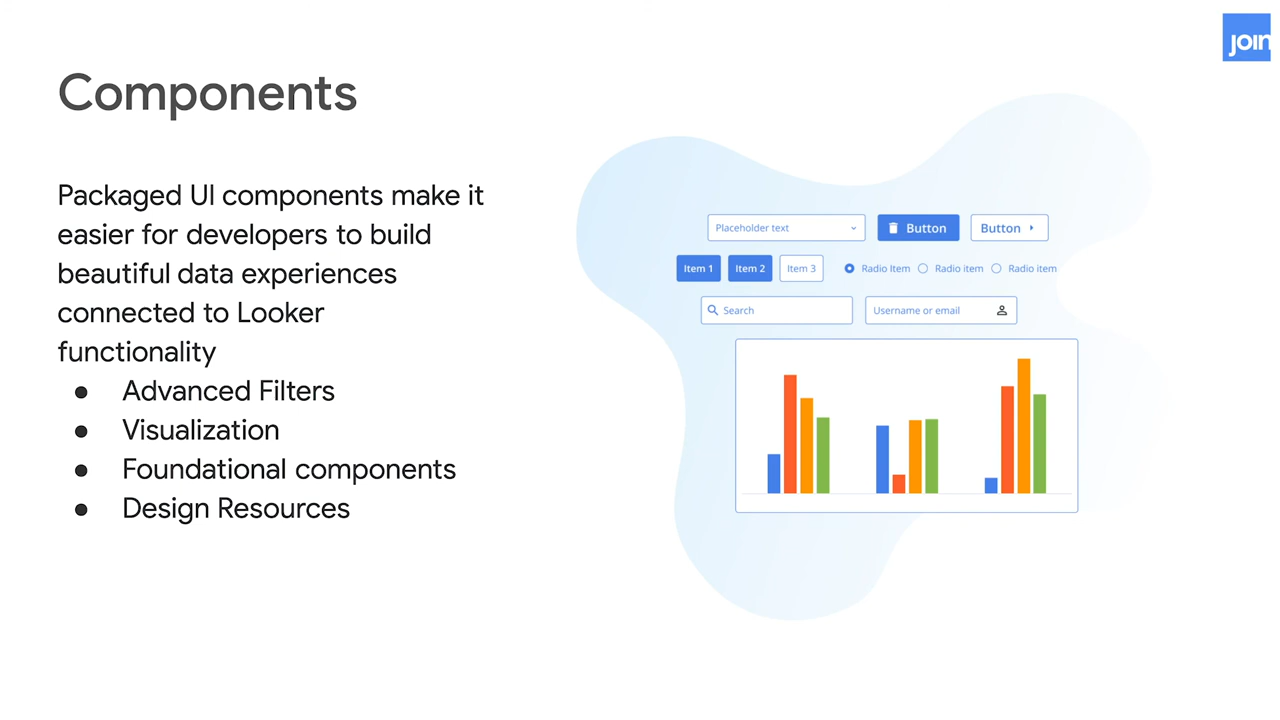 JOIN
Components
Packaged UI components make it
easier for developers to build
beautiful data experiences
connected to Looker
functionality
● Advanced Filters
● Visualization
● Foundational components
● Design Resources
Placeholder text
Button
Button
Item 1
Item 2
Item 3
Radio Item
Radio item
Radio item
Search
Username or email